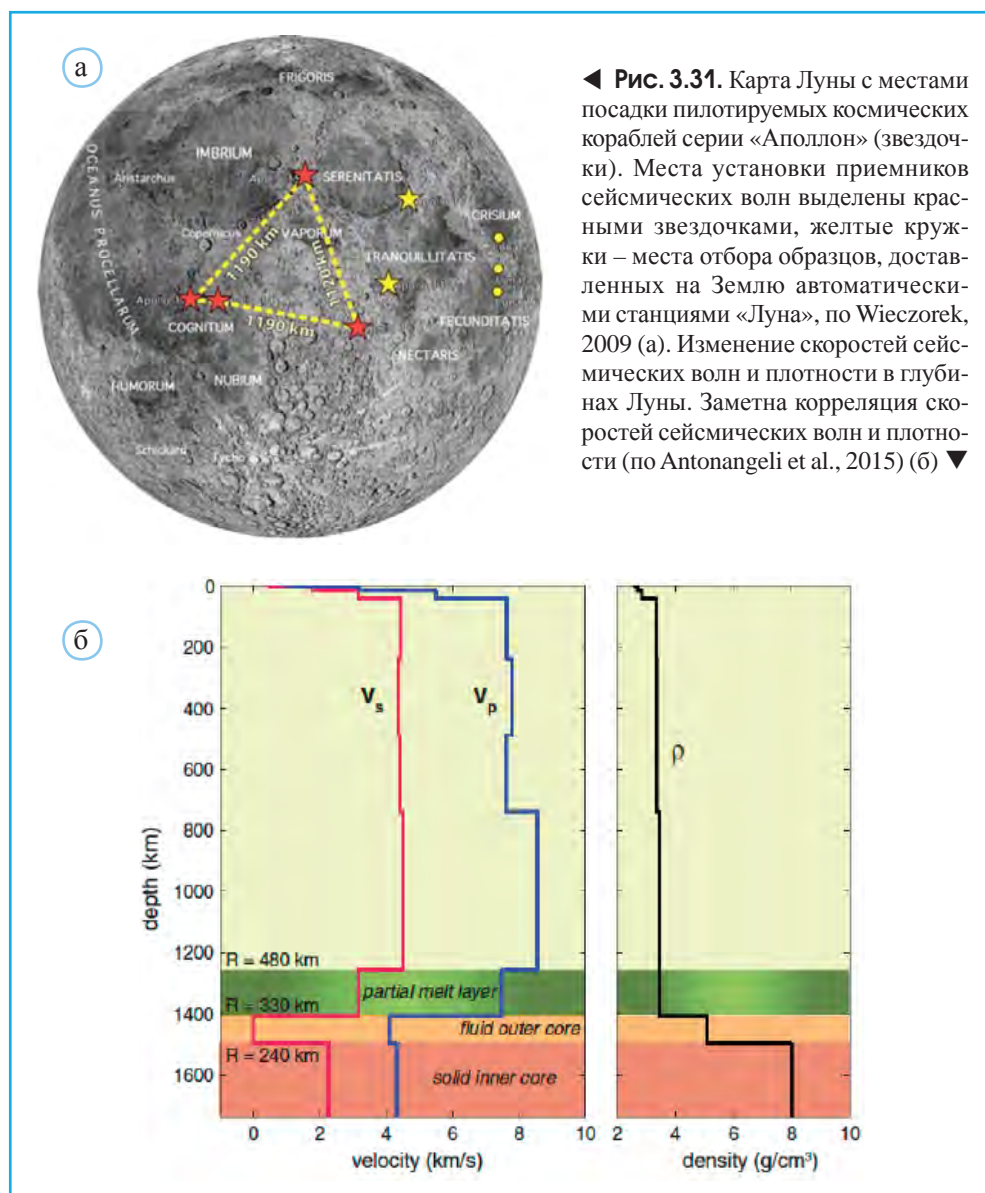 а
◀ Рис. 3.31. Карта Луны с местами
посадки пилотируемых космических
кораблей серии «Аполлон» (звездоч-
ки). Места установки приемников
сейсмических волн выделены крас-
ными звездочками, желтые круж-
ки – места отбора образцов, достав-
ленных на Землю автоматически-
ми станциями «Луна», по Wieczorek,
2009 (а). Изменение скоростей сейс-
мических волн и плотности в глуби-
нах Луны. Заметна корреляция ско-
ростей сейсмических волн и плотно-
сти (по Antonangeli et al., 2015) (б) ▼
FRIGORIS
IMBRIUM
Aristarchus
SERENITATIS
OCEANUS PROCELLARUM
CRISIUM
Copernicus
VAPORUM
TRANQUILLITATIS
1190 km
1120 km
1190 km
COGNITUM
FECUNDITATIS
NECTARIS
HUMORUM
NUBIUM
Schickard
Tycho
б
0
200
400
600
800
1000
1200
1400
1600
depth (km)
Vs
Vp
ρ
R = 480 km
partial melt layer
R = 330 km
fluid outer core
R = 240 km
solid inner core
0 2 4 6 8 10
velocity (km/s)
2 4 6 8 10
density (g/cm³)